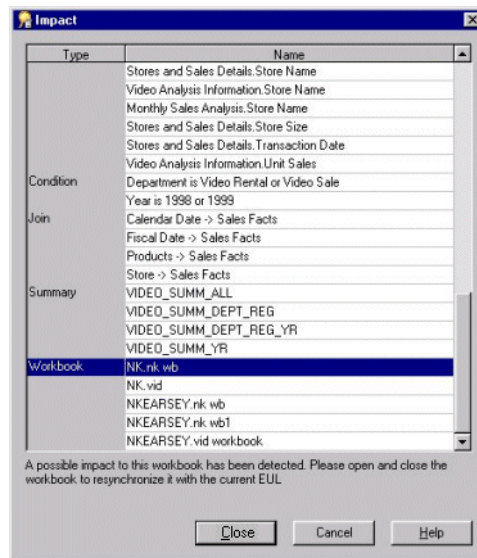 Impact
Type Name
Stores and Sales Details.Store Name
Video Analysis Information.Store Name
Monthly Sales Analysis.Store Name
Stores and Sales Details.Store Size
Stores and Sales Details.Transaction Date
Video Analysis Information.Unit Sales
Condition Department is Video Rental or Video Sale
Year is 1998 or 1999
Join Calendar Date -> Sales Facts
Fiscal Date -> Sales Facts
Products -> Sales Facts
Store -> Sales Facts
Summary VIDEO_SUMM_ALL
VIDEO_SUMM_DEPT_REG
VIDEO_SUMM_DEPT_REG_YR
VIDEO_SUMM_YR
Workbook NK.nk wb
NK.vid
NKEARSEY.nk wb
NKEARSEY.nk wb1
NKEARSEY.vid workbook
A possible impact to this workbook has been detected. Please open and close the
workbook to resynchronize it with the current EUL
Close Cancel Help